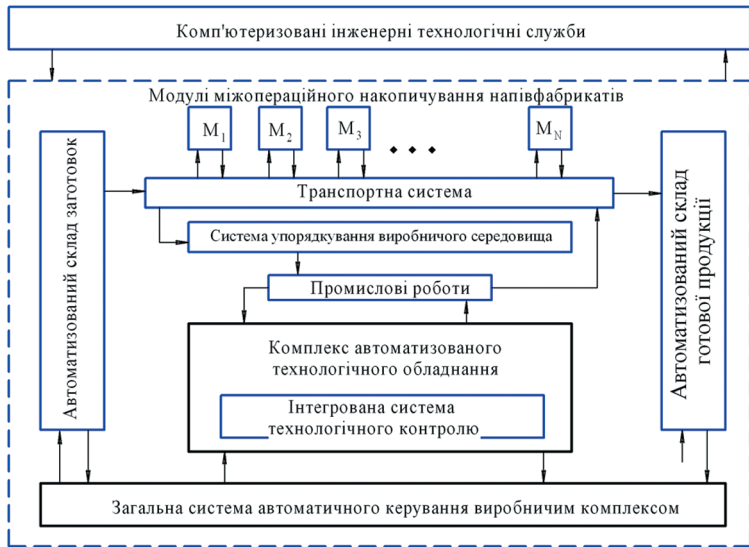 Комп'ютеризовані інженерні технологічні служби
Модулі міжопераційного накопичування напівфабрикатів
M1
M2
M3
MN
Автоматизований склад заготовок
Транспортна система
Система упорядкування виробничого середовища
Промислові роботи
Комплекс автоматизованого
технологічного обладнання
Інтегрована система
технологічного контролю
Автоматизований склад
готової продукції
Загальна система автоматичного керування виробничим комплексом